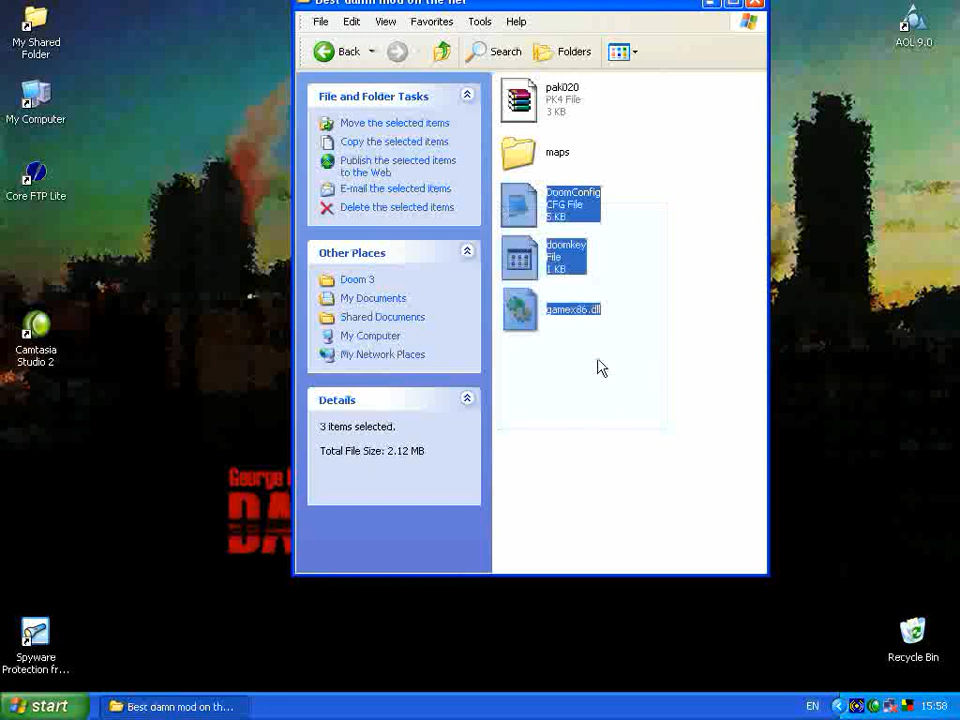 Best damn mod on the net
File Edit View Favorites Tools Help
Back Search Folders
My Shared
Folder
My Computer
Core FTP Lite
Camtasia
Studio 2
Spyware
Protection fr...
AOL 9.0
Recycle Bin
File and Folder Tasks
Move the selected items
Copy the selected items
Publish the selected items
to the Web
E-mail the selected items
Delete the selected items
Other Places
Doom 3
My Documents
Shared Documents
My Computer
My Network Places
Details
3 items selected.
Total File Size: 2.12 MB
pak020
PK4 File
3 KB
maps
DoomConfig
CFG File
5 KB
doomkey
File
1 KB
gamex86.dll
George
DA
start Best damn mod on th... EN 15:58